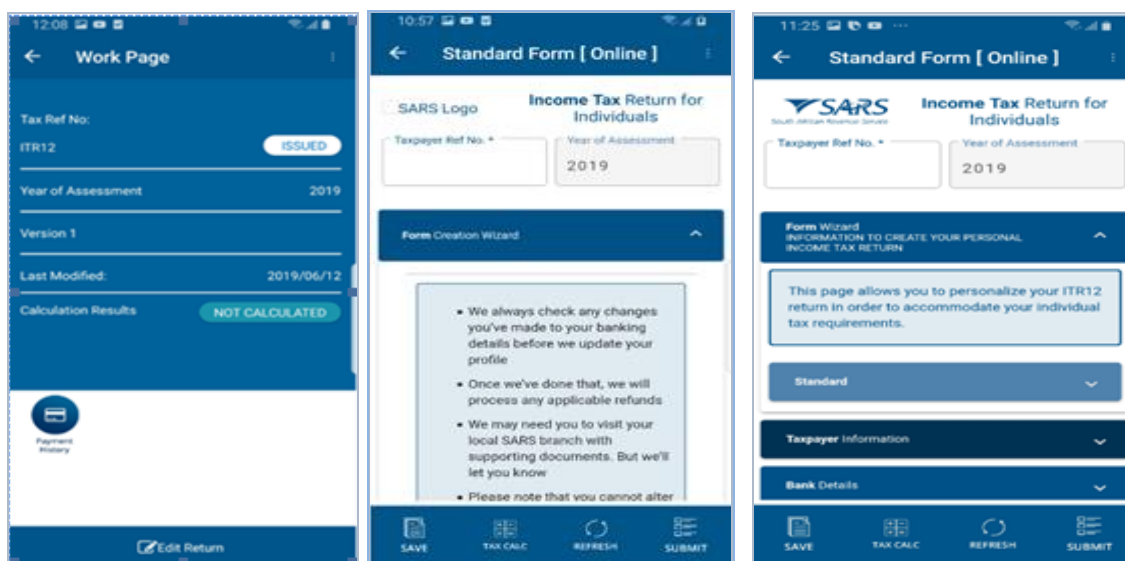 12:08
Work Page
Tax Ref No:
ITR12 ISSUED
Year of Assessment 2019
Version 1
Last Modified: 2019/06/12
Calculation Results NOT CALCULATED
Payment
History
Edit Return
10:57
Standard Form [ Online ]
SARS Logo
Income Tax Return for
Individuals
Taxpayer Ref No. *
Year of Assessment
2019
Form Creation Wizard
• We always check any changes
you've made to your banking
details before we update your
profile
• Once we've done that, we will
process any applicable refunds
• We may need you to visit your
local SARS branch with
supporting documents. But we'll
let you know
• Please note that you cannot alter
SAVE TAX CALC REFRESH SUBMIT
11:25
Standard Form [ Online ]
SARS
South African Revenue Service
Income Tax Return for
Individuals
Taxpayer Ref No. *
Year of Assessment
2019
Form Wizard
INFORMATION TO CREATE YOUR PERSONAL
INCOME TAX RETURN
This page allows you to personalize your ITR12
return in order to accommodate your individual
tax requirements.
Standard
Taxpayer Information
Bank Details
SAVE TAX CALC REFRESH SUBMIT